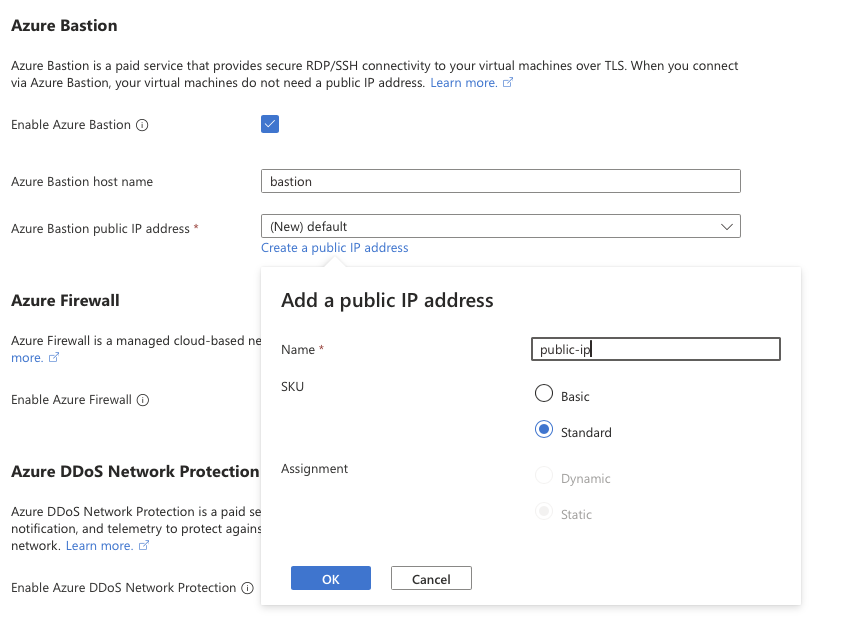 Azure Bastion
Azure Bastion is a paid service that provides secure RDP/SSH connectivity to your virtual machines over TLS. When you connect
via Azure Bastion, your virtual machines do not need a public IP address. Learn more.
Enable Azure Bastion
Azure Bastion host name
bastion
Azure Bastion public IP address *
(New) default
Create a public IP address
Add a public IP address
Name *
public-ip
SKU
Basic
Standard
Assignment
Dynamic
Static
OK
Cancel
Azure Firewall
Azure Firewall is a managed cloud-based ne
more.
Enable Azure Firewall
Azure DDoS Network Protection
Azure DDoS Network Protection is a paid se
notification, and telemetry to protect agains
network. Learn more.
Enable Azure DDoS Network Protection